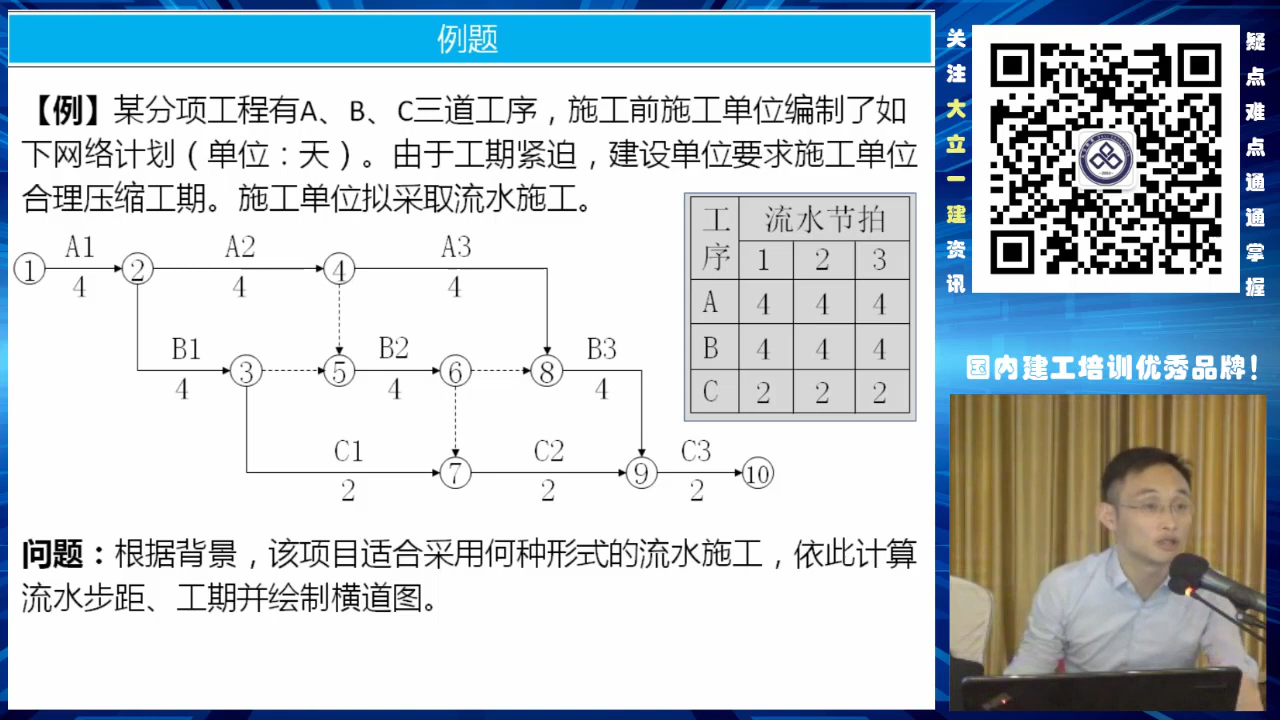 例题
【例】某分项工程有A、B、C三道工序，施工前施工单位编制了如
下网络计划（单位：天）。由于工期紧迫，建设单位要求施工单位
合理压缩工期。施工单位拟采取流水施工。
工序 流水节拍
1 2 3
A 4 4 4
B 4 4 4
C 2 2 2
A1 A2 A3
① ② ④
4 4 4
B1 B2 B3
③ ⑤ ⑥ ⑧
4 4 4
C1 C2 C3
⑦ ⑨ ⑩
2 2 2
问题：根据背景，该项目适合采用何种形式的流水施工，依此计算
流水步距、工期并绘制横道图。
关注大立一建资讯
疑点难点通通掌握
国内建工培训优秀品牌！